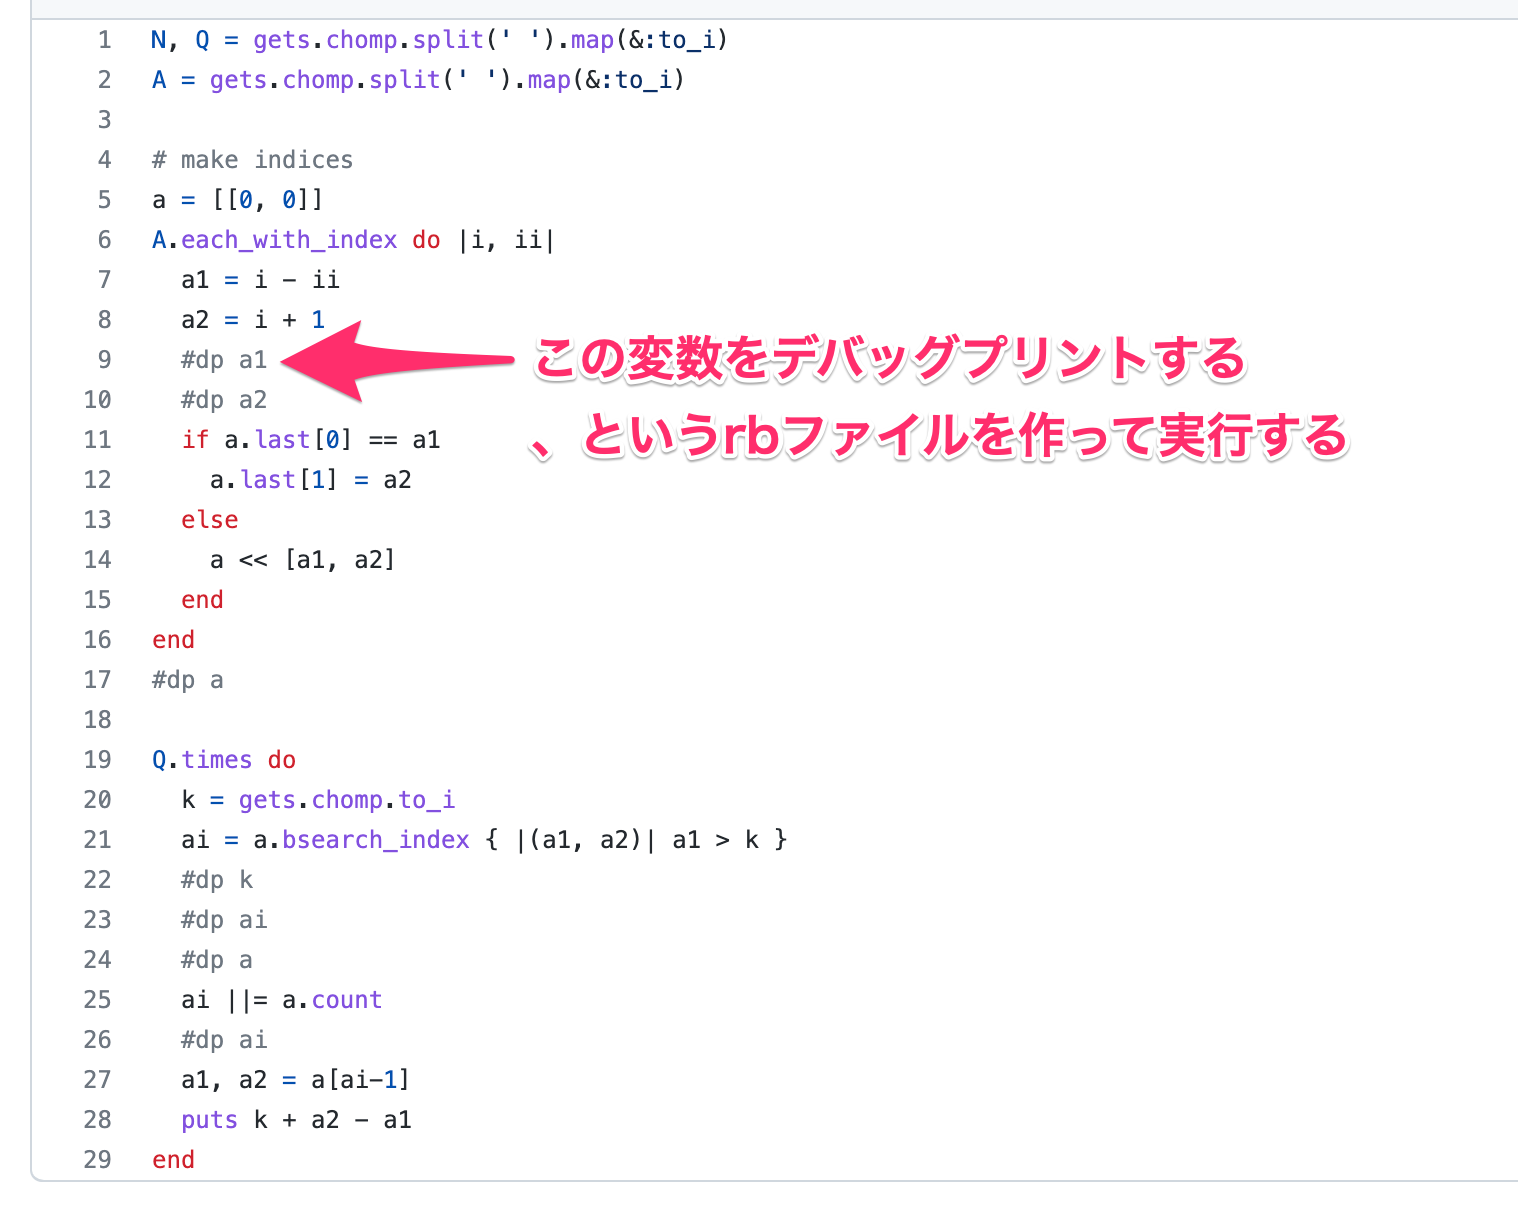 1 N, Q = gets.chomp.split(' ').map(&:to_i)
2 A = gets.chomp.split(' ').map(&:to_i)
3
4 # make indices
5 a = [[0, 0]]
6 A.each_with_index do |i, ii|
7   a1 = i - ii
8   a2 = i + 1
9   #dp a1 この変数をデバッグプリントする
10   #dp a2
、というrbファイルを作って実行する
11   if a.last[0] == a1
12     a.last[1] = a2
13   else
14     a << [a1, a2]
15   end
16 end
17 #dp a
18
19 Q.times do
20   k = gets.chomp.to_i
21   ai = a.bsearch_index { |(a1, a2)| a1 > k }
22   #dp k
23   #dp ai
24   #dp a
25   ai ||= a.count
26   #dp ai
27   a1, a2 = a[ai-1]
28   puts k + a2 - a1
29 end